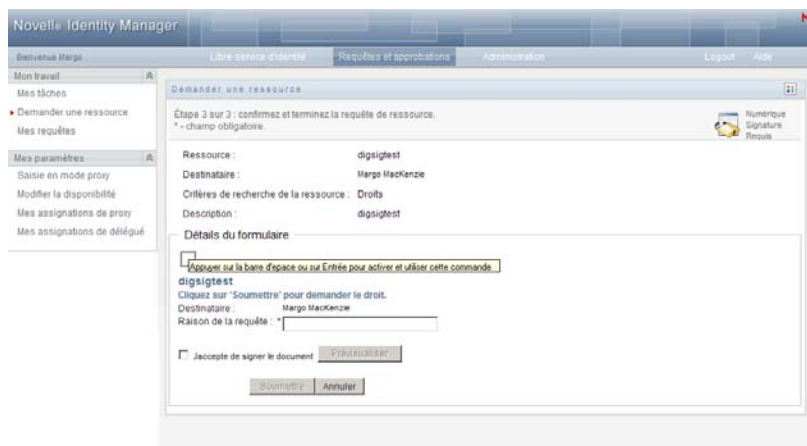 Novell® Identity Manager
Bienvenue Margo
Libre-service d'identité
Requêtes et approbations
Administration
Logout
Aide
Mon travail
Mes tâches
Demander une ressource
Mes requêtes
Mes paramètres
Saisie en mode proxy
Modifier la disponibilité
Mes assignations de proxy
Mes assignations de délégué
Demander une ressource
Étape 3 sur 3 : confirmez et terminez la requête de ressource.
* - champ obligatoire.
Numérique
Signature
Requis
Ressource : digsigtest
Destinataire : Margo MacKenzie
Critères de recherche de la ressource : Droits
Description : digsigtest
Détails du formulaire
Appuyer sur la barre d'epace ou sur Entrée pour activer et utiliser cette commande
digsigtest
Cliquez sur 'Soumettre' pour demander le droit.
Destinataire : Margo MacKenzie
Raison de la requête : *
J'accepte de signer le document
Prévisualiser
Soumettre
Annuler